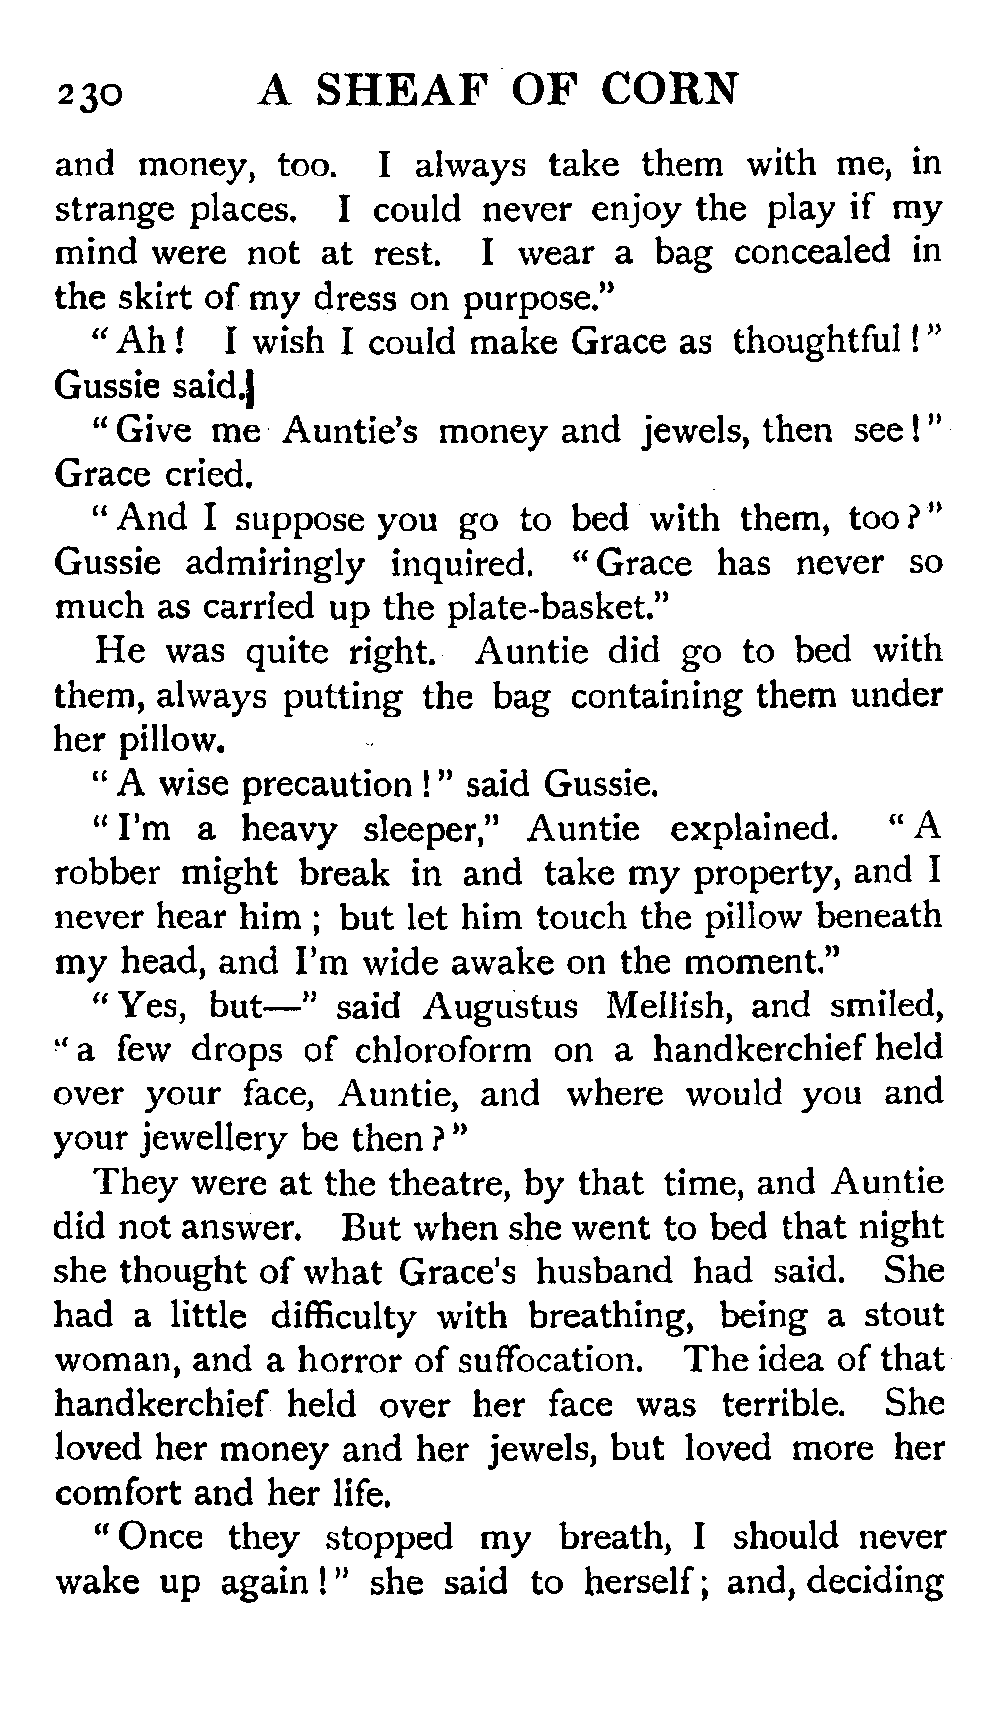 230 A SHEAF OF CORN
and money, too. I always take them with me, in
strange places. I could never enjoy the play if my
mind were not at rest. I wear a bag concealed in
the skirt of my dress on purpose.”
“Ah! I wish I could make Grace as thoughtful!”
Gussie said.
“Give me Auntie's money and jewels, then see!”
Grace cried.
“And I suppose you go to bed with them, too?”
Gussie admiringly inquired. “Grace has never so
much as carried up the plate-basket.”
He was quite right. Auntie did go to bed with
them, always putting the bag containing them under
her pillow.
“A wise precaution!” said Gussie.
“I'm a heavy sleeper,” Auntie explained. “A
robber might break in and take my property, and I
never hear him; but let him touch the pillow beneath
my head, and I'm wide awake on the moment.”
“Yes, but—” said Augustus Mellish, and smiled,
“a few drops of chloroform on a handkerchief held
over your face, Auntie, and where would you and
your jewellery be then?”
They were at the theatre, by that time, and Auntie
did not answer. But when she went to bed that night
she thought of what Grace's husband had said. She
had a little difficulty with breathing, being a stout
woman, and a horror of suffocation. The idea of that
handkerchief held over her face was terrible. She
loved her money and her jewels, but loved more her
comfort and her life.
“Once they stopped my breath, I should never
wake up again!” she said to herself; and, deciding